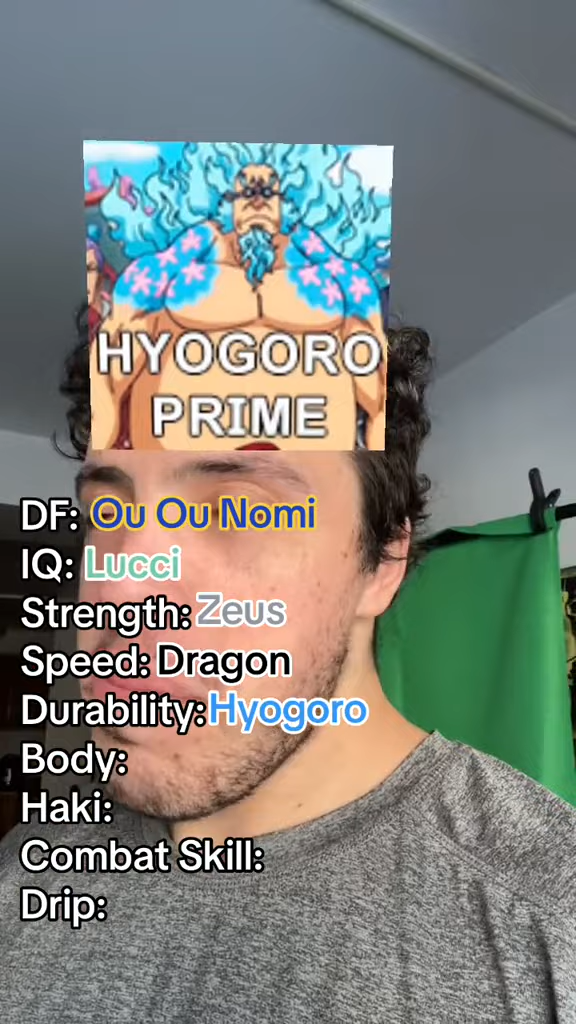 HYOGORO
PRIME
DF: Ou Ou Nomi
IQ: Lucci
Strength: Zeus
Speed: Dragon
Durability: Hyogoro
Body:
Haki:
Combat Skill:
Drip: